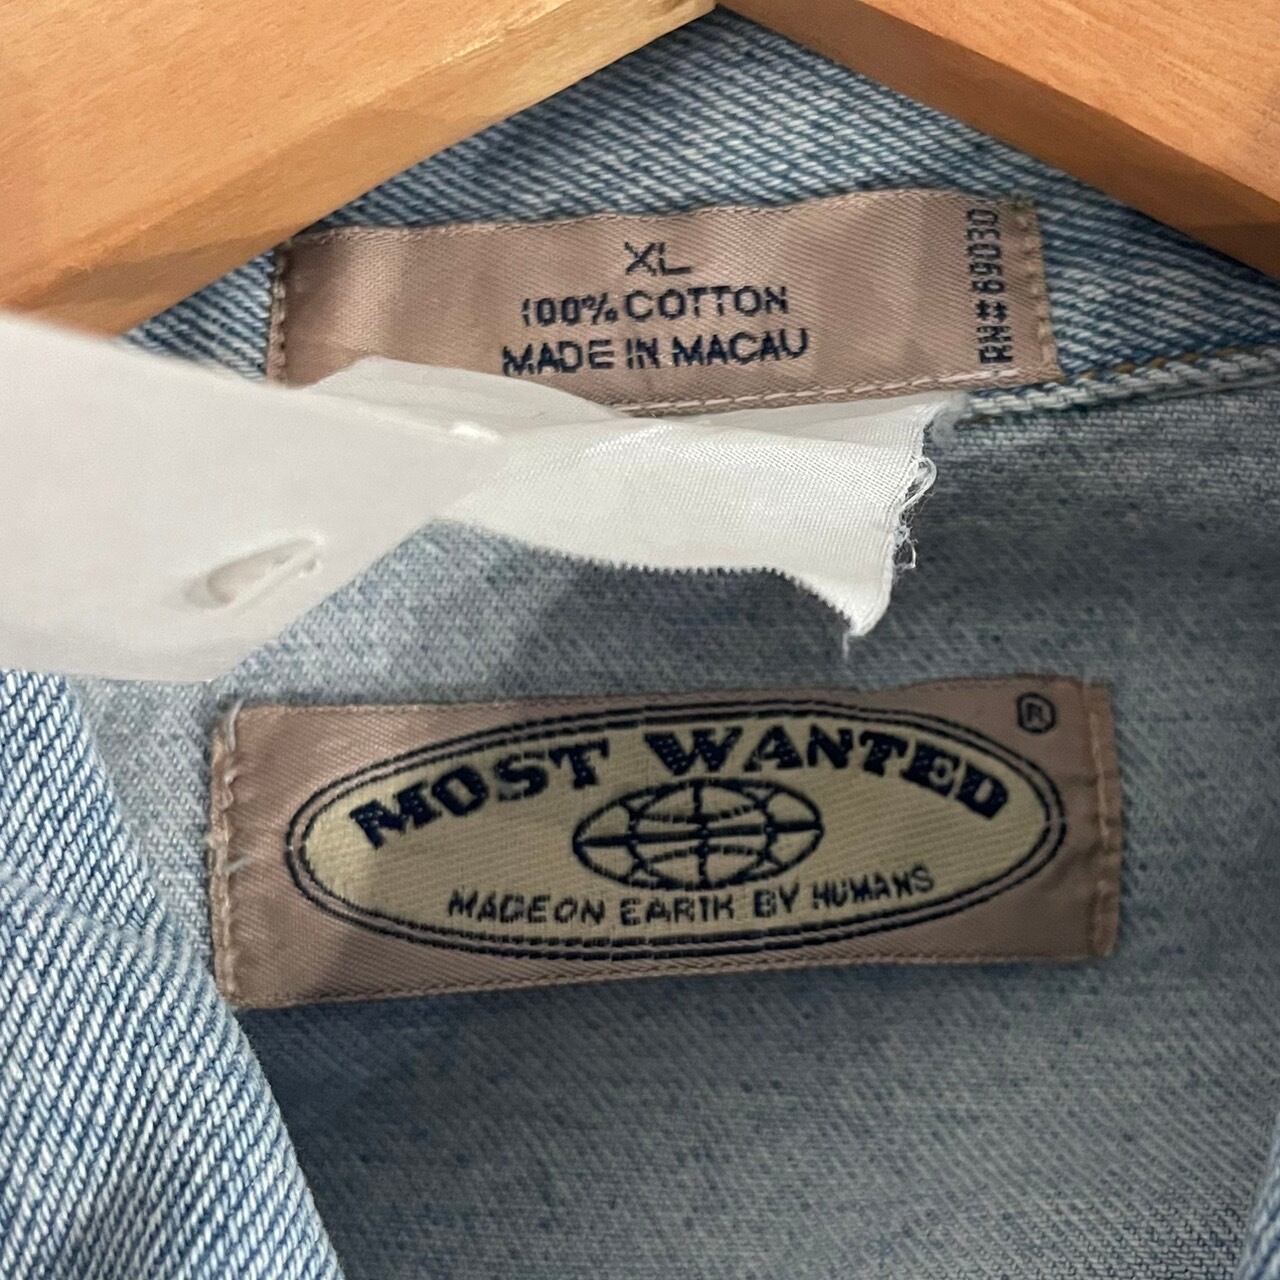 XL
100% COTTON
MADE IN MACAU
RN# 69030
®
MOST WANTED
MADE ON EARTH BY HUMANS